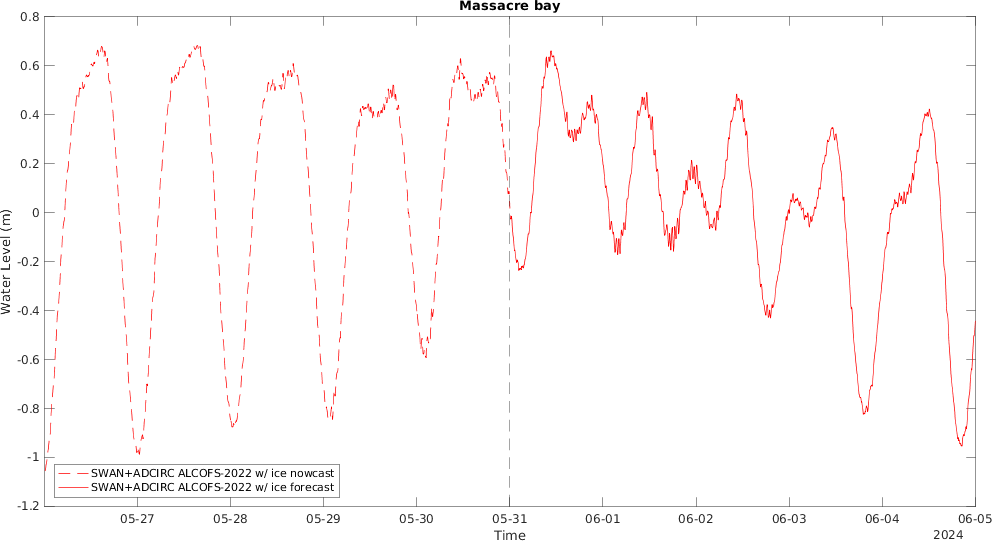 Massacre bay
0.8
0.6
0.4
0.2
0
-0.2
-0.4
-0.6
-0.8
-1
-1.2
Water Level (m)
SWAN+ADCIRC ALCOFS-2022 w/ ice nowcast
SWAN+ADCIRC ALCOFS-2022 w/ ice forecast
05-27 05-28 05-29 05-30 05-31 06-01 06-02 06-03 06-04 06-05
Time
2024